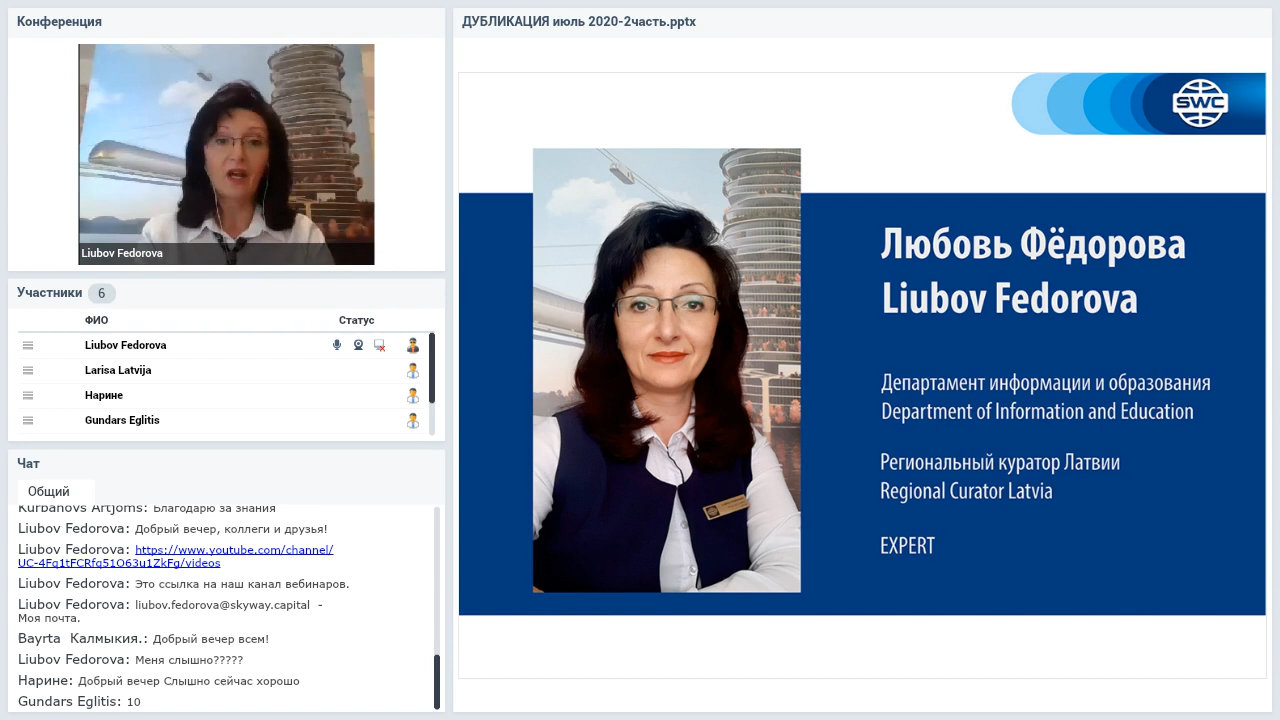 Конференция
Liubov Fedorova
Участники 6
ФИО Статус
Liubov Fedorova
Larisa Latvija
Нарине
Gundars Eglitis
Чат
Общий
Kurbanovs Artjoms: Благодарю за знания
Liubov Fedorova: Добрый вечер, коллеги и друзья!
Liubov Fedorova: https://www.youtube.com/channel/
UC-4Fq1tFCRfq51O63u1ZkFg/videos
Liubov Fedorova: Это ссылка на наш канал вебинаров.
Liubov Fedorova: liubov.fedorova@skyway.capital -
Моя почта.
Bayrta Калмыкия.: Добрый вечер всем!
Liubov Fedorova: Меня слышно?????
Нарине: Добрый вечер Слышно сейчас хорошо
Gundars Eglitis: 10
ДУБЛИКАЦИЯ июль 2020-2часть.pptx
SWC
Любовь Фёдорова
Liubov Fedorova
Департамент информации и образования
Department of Information and Education
Региональный куратор Латвии
Regional Curator Latvia
EXPERT